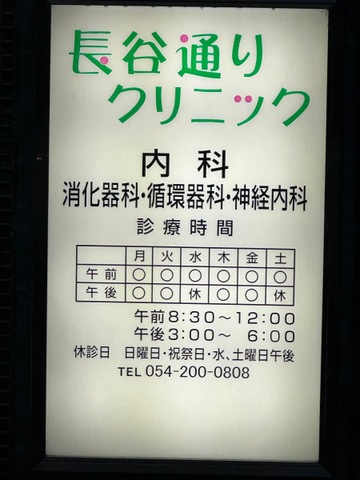 長谷通り
クリニック
内科
消化器科・循環器科・神経内科
診療時間
月 火 水 木 金 土
午前 ○ ○ ○ ○ ○ ○
午後 ○ ○ 休 ○ ○ 休
午前8:30～12:00
午後3:00～ 6:00
休診日 日曜日・祝祭日・水、土曜日午後
TEL 054-200-0808